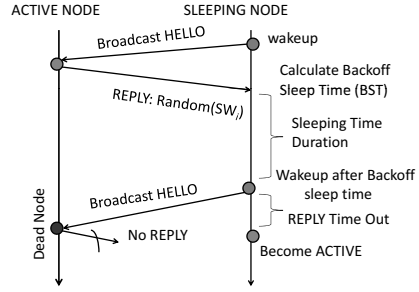 ACTIVE NODE
SLEEPING NODE
Broadcast HELLO
wakeup
Calculate Backoff
Sleep Time (BST)
REPLY: Random(SWi)
Sleeping Time
Duration
Wakeup after Backoff
sleep time
Broadcast HELLO
REPLY Time Out
Dead Node
No REPLY
Become ACTIVE